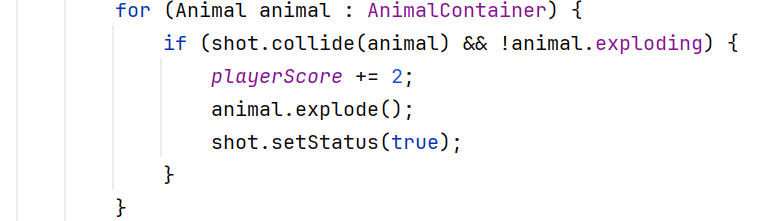 for (Animal animal : AnimalContainer) {
if (shot.collide(animal) && !animal.exploding) {
playerScore += 2;
animal.explode();
shot.setStatus(true);
}
}